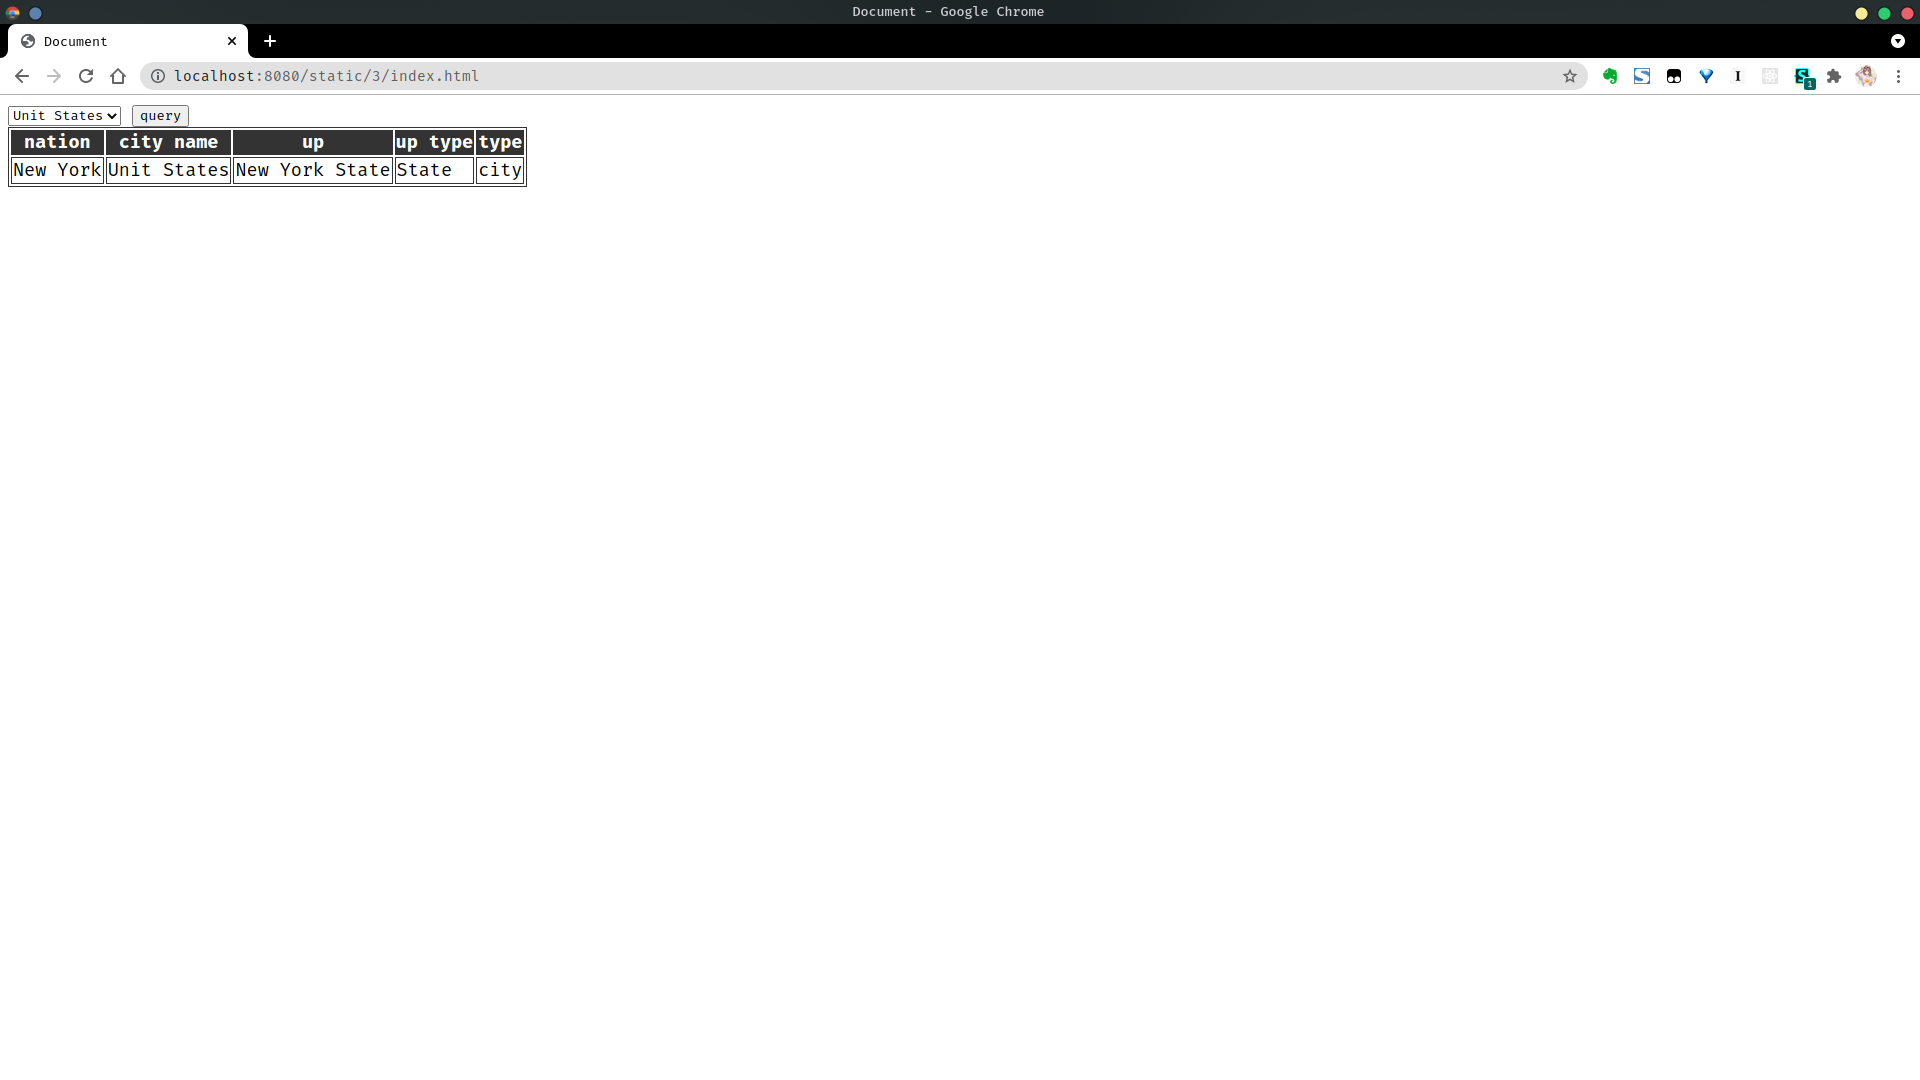 Document - Google Chrome
Document
localhost:8080/static/3/index.html
1
Unit States query
nation city name up up type type
New York Unit States New York State State city